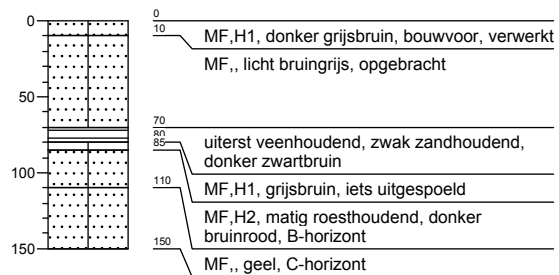 0
50
100
150
0
10
MF,H1, donker grijsbruin, bouwvoor, verwerkt
MF,, licht bruingrijs, opgebracht
70
80
uiterst veenhoudend, zwak zandhoudend,
donker zwartbruin
85
MF,H1, grijsbruin, iets uitgespoeld
110
MF,H2, matig roesthoudend, donker
bruinrood, B-horizont
150
MF,, geel, C-horizont